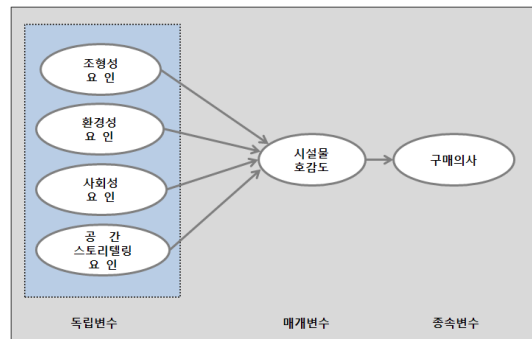 조형성
요 인
환경성
요 인
사회성
요 인
공 간
스토리텔링
요 인
시설물
호감도
구매의사
독립변수
매개변수
종속변수